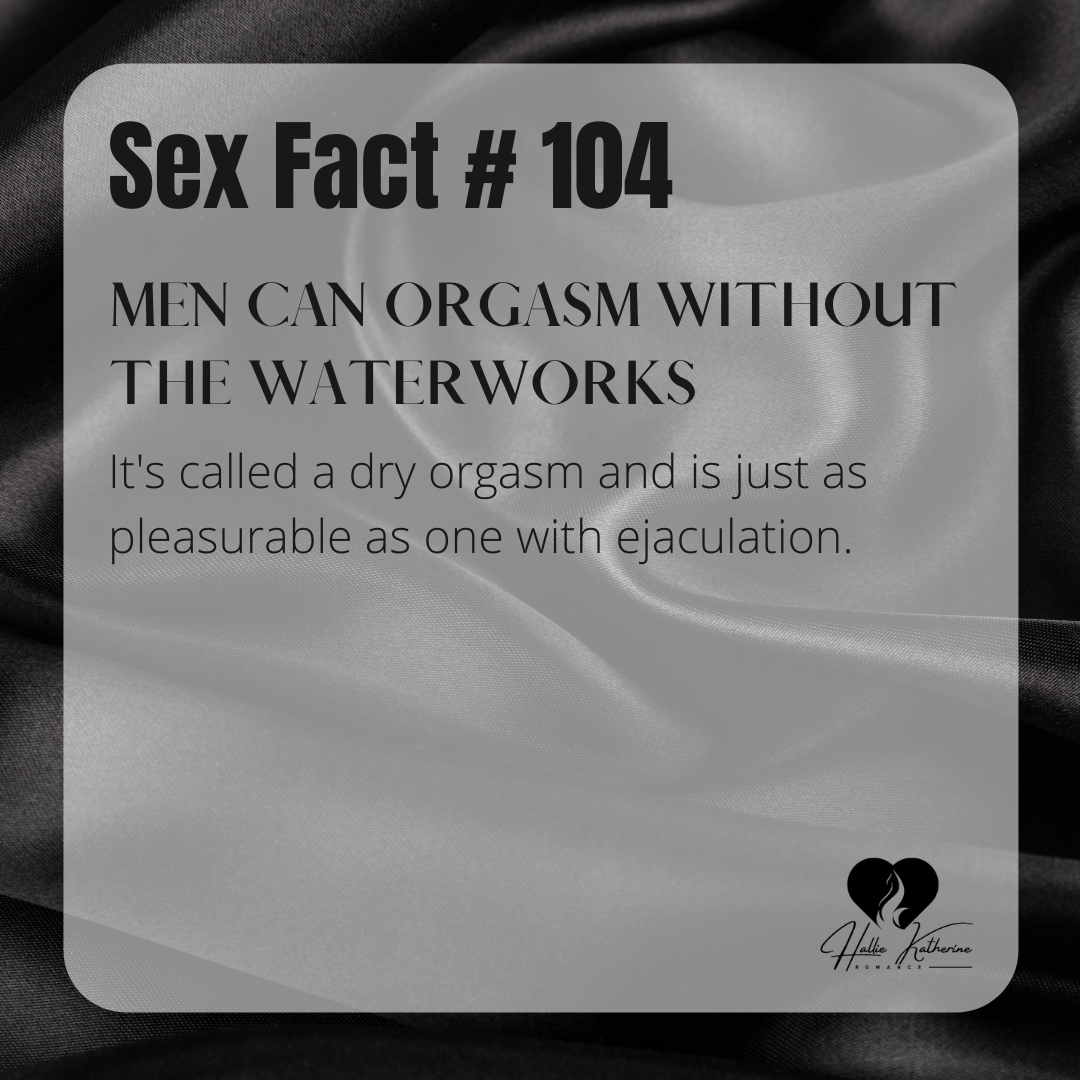 Sex Fact # 104
MEN CAN ORGASM WITHOUT
THE WATERWORKS
It's called a dry orgasm and is just as
pleasurable as one with ejaculation.
Hallie Katherine
ROMANCE